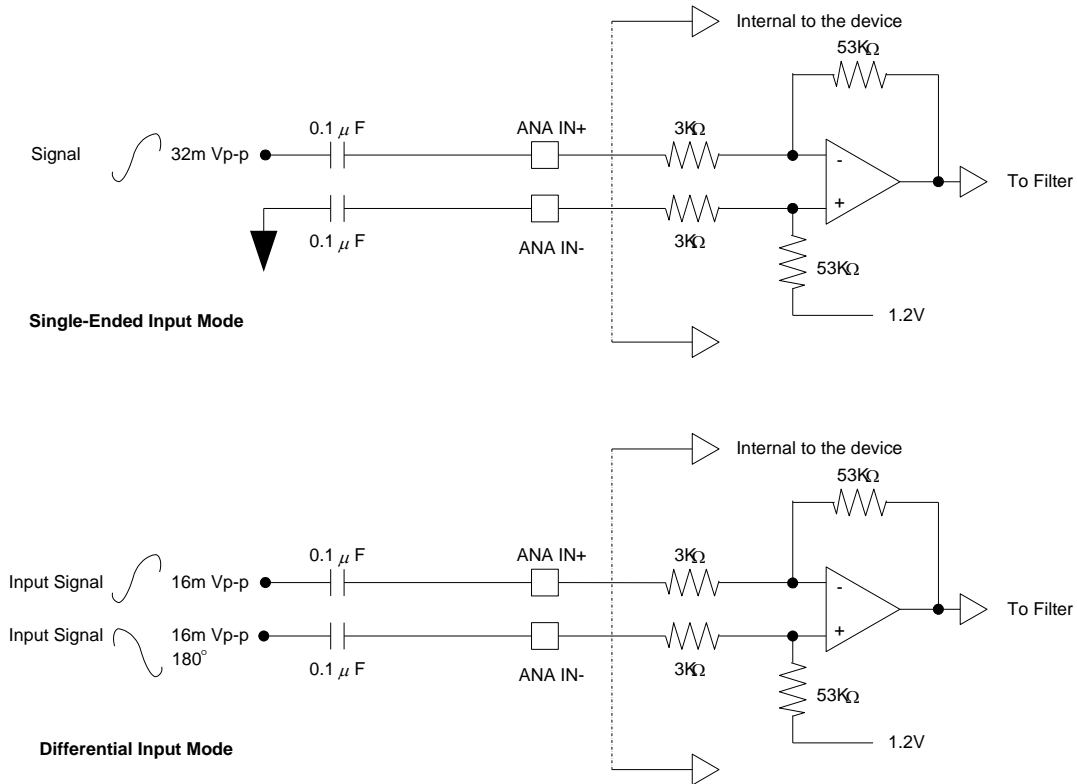 Internal to the device
53KΩ
0.1 μ F
ANA IN+
3KΩ
Signal
32m Vp-p
-
To Filter
+
0.1 μ F
ANA IN-
3KΩ
53KΩ
Single-Ended Input Mode
1.2V
Internal to the device
53KΩ
0.1 μ F
ANA IN+
3KΩ
Input Signal
16m Vp-p
-
To Filter
Input Signal
16m Vp-p
180°
+
0.1 μ F
ANA IN-
3KΩ
53KΩ
Differential Input Mode
1.2V